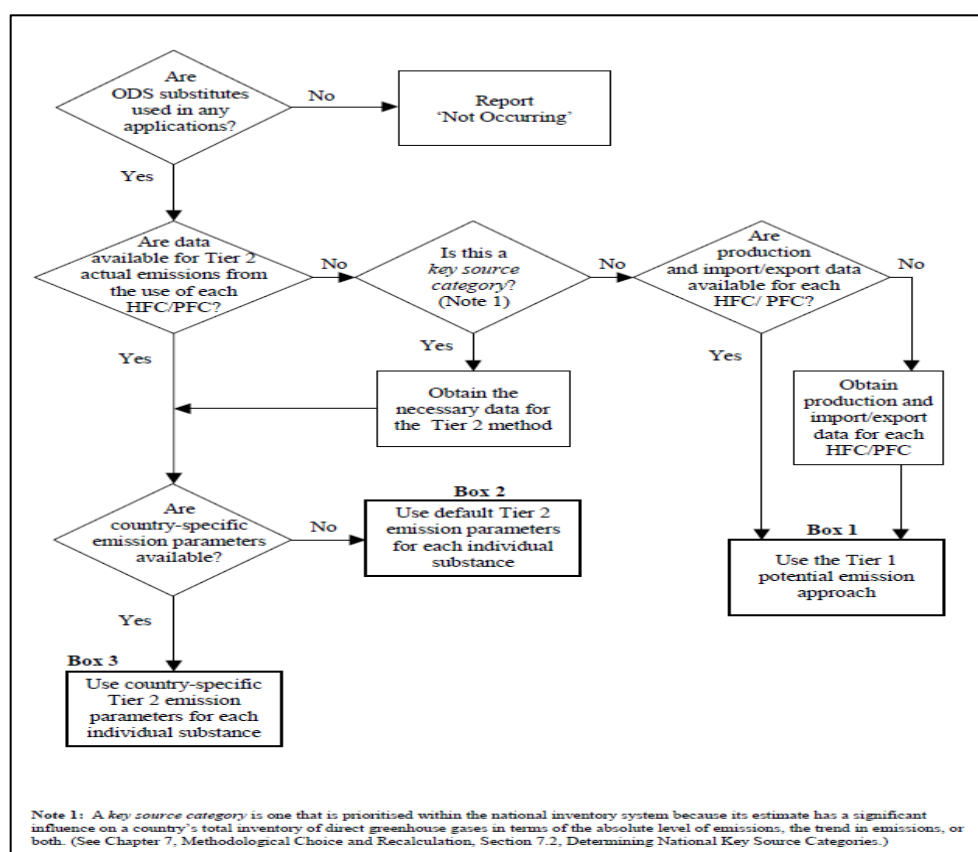 Are
ODS substitutes
used in any
applications?
No
Report
‘Not Occurring’
Yes
Are data
available for Tier 2
actual emissions from
the use of each
HFC/PFC?
No
Is this a
key source
category?
(Note 1)
No
Are
production
and import/export data
available for each
HFC/ PFC?
No
Yes
Yes
Yes
Obtain the
necessary data for
the Tier 2 method
Obtain
production and
import/export
data for each
HFC/PFC
Are
country-specific
emission parameters
available?
No
Box 2
Use default Tier 2
emission parameters
for each individual
substance
Box 1
Use the Tier 1
potential emission
approach
Yes
Box 3
Use country-specific
Tier 2 emission
parameters for each
individual substance
Note 1: A key source category is one that is prioritised within the national inventory system because its estimate has a significant
influence on a country’s total inventory of direct greenhouse gases in terms of the absolute level of emissions, the trend in emissions, or
both. (See Chapter 7, Methodological Choice and Recalculation, Section 7.2, Determining National Key Source Categories.)